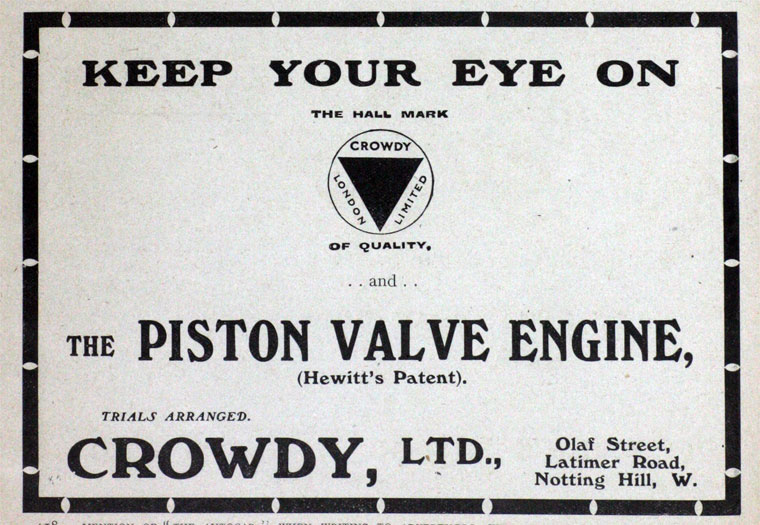 KEEP YOUR EYE ON
THE HALL MARK
CROWDY
LONDON
LIMITED
OF QUALITY,
. . and . .
THE PISTON VALVE ENGINE,
(Hewitt's Patent).
TRIALS ARRANGED.
CROWDY, LTD.,
Olaf Street,
Latimer Road,
Notting Hill, W.